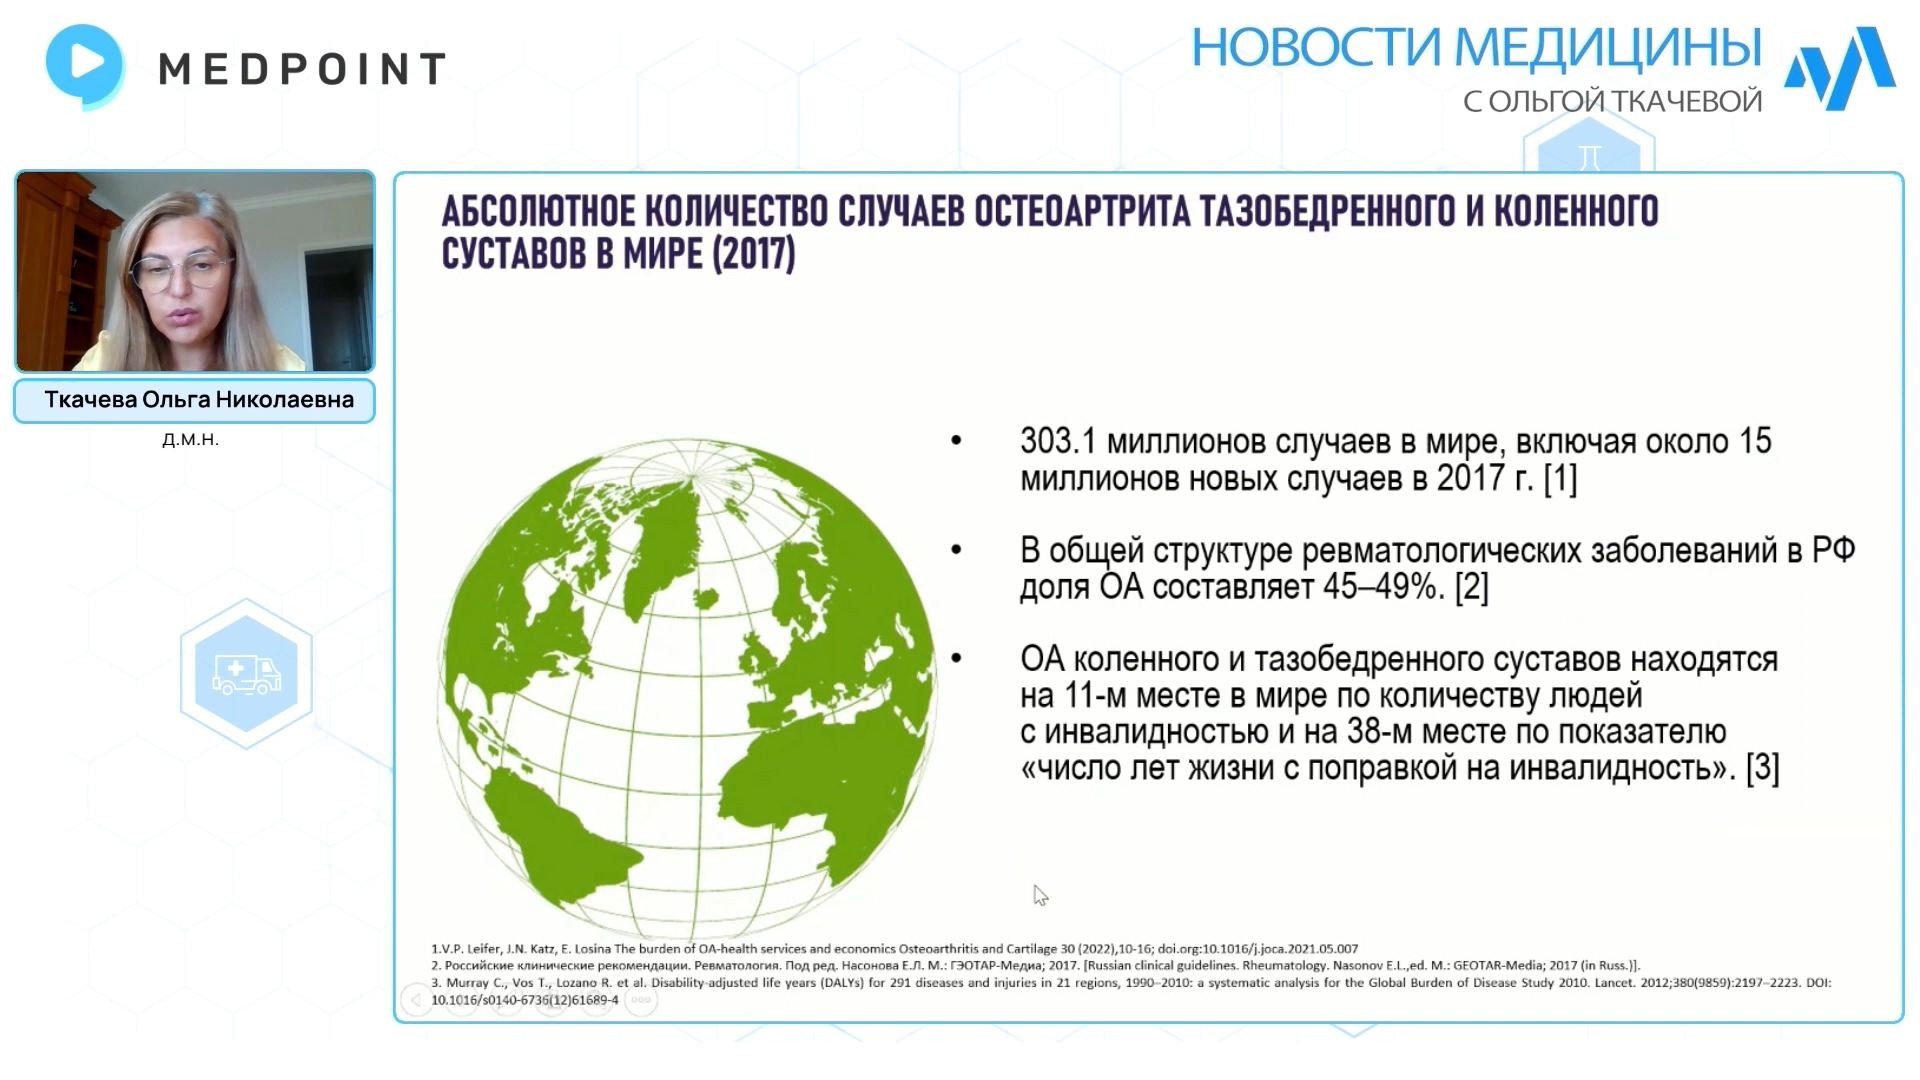 MEDPOINT
НОВОСТИ МЕДИЦИНЫ
С ОЛЬГОЙ ТКАЧЕВОЙ
Ткачева Ольга Николаевна
д.м.н.
АБСОЛЮТНОЕ КОЛИЧЕСТВО СЛУЧАЕВ ОСТЕОАРТРИТА ТАЗОБЕДРЕННОГО И КОЛЕННОГО
СУСТАВОВ В МИРЕ (2017)
• 303.1 миллионов случаев в мире, включая около 15
миллионов новых случаев в 2017 г. [1]
• В общей структуре ревматологических заболеваний в РФ
доля ОА составляет 45–49%. [2]
• ОА коленного и тазобедренного суставов находятся
на 11-м месте в мире по количеству людей
с инвалидностью и на 38-м месте по показателю
«число лет жизни с поправкой на инвалидность». [3]
1.V.P. Leifer, J.N. Katz, E. Losina The burden of OA-health services and economics Osteoarthritis and Cartilage 30 (2022),10-16; doi.org:10.1016/j.joca.2021.05.007
2. Российские клинические рекомендации. Ревматология. Под ред. Насонова Е.Л. М.: ГЭОТАР-Медиа; 2017. [Russian clinical guidelines. Rheumatology. Nasonov E.L.,ed. M.: GEOTAR-Media; 2017 (in Russ.)].
3. Murray C., Vos T., Lozano R. et al. Disability-adjusted life years (DALYs) for 291 diseases and injuries in 21 regions, 1990–2010: a systematic analysis for the Global Burden of Disease Study 2010. Lancet. 2012;380(9859):2197–2223. DOI:
10.1016/s0140-6736(12)61689-4